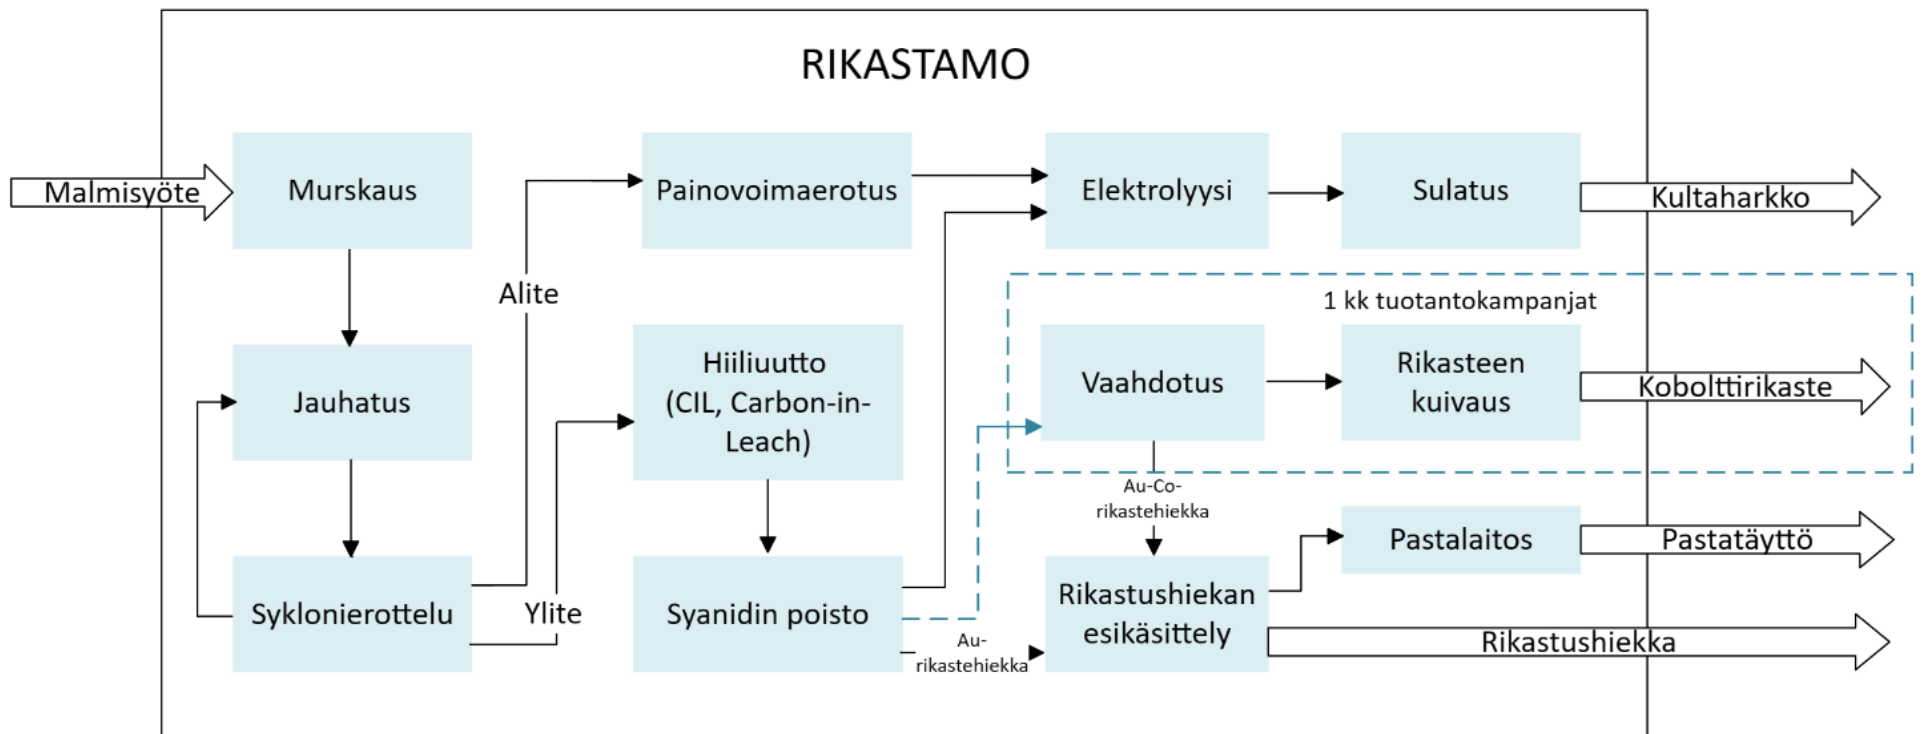 RIKASTAMO
Malmisyöte
Murskaus
Painovoimaerotus
Elektrolyysi
Sulatus
Kultaharkko
Alite
1 kk tuotantokampanjat
Jauhatus
Hiiliuutto
(CIL, Carbon-in-
Leach)
Vaahdotus
Rikasteen
kuivaus
Kobolttirikaste
Au-Co-
rikastehiekka
Pastalaitos
Pastatäyttö
Syklonierottelu
Ylite
Syanidin poisto
Au-
rikastehiekka
Rikastushiekan
esikäsittely
Rikastushiekka